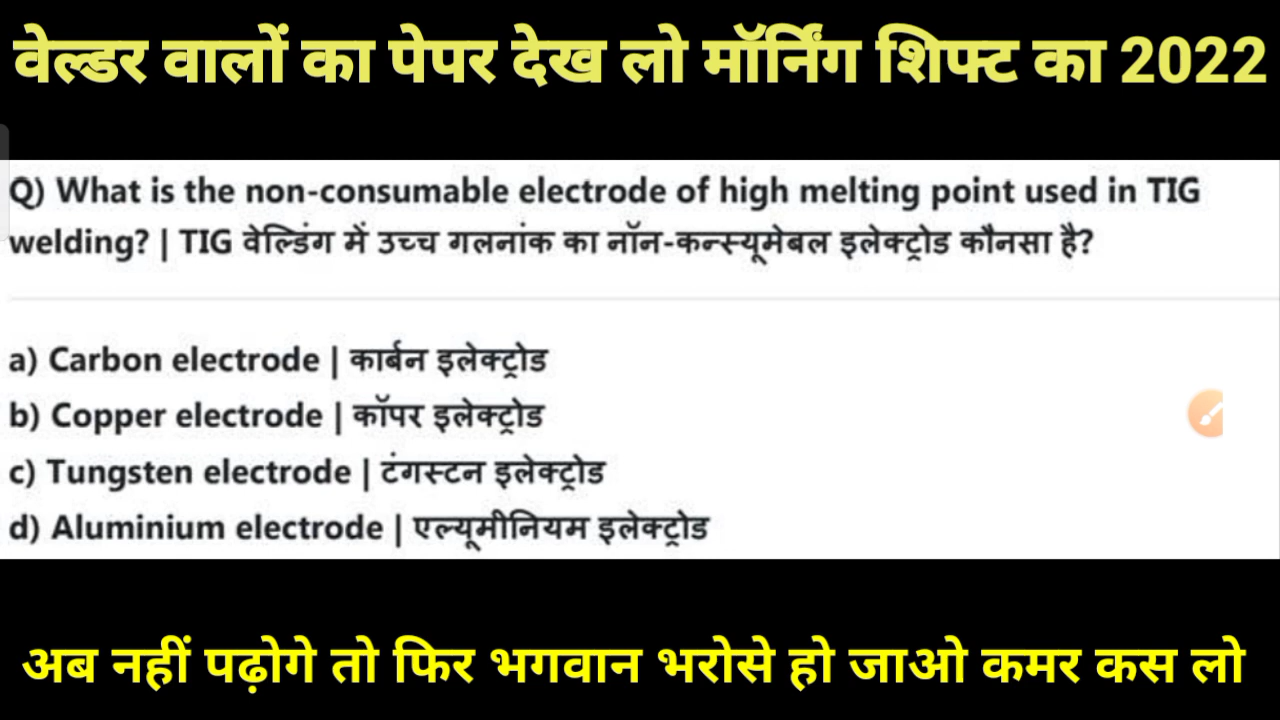 वेल्डर वालों का पेपर देख लो मॉर्निंग शिफ्ट का 2022
Q) What is the non-consumable electrode of high melting point used in TIG
welding? | TIG वेल्डिंग में उच्च गलनांक का नॉन-कन्स्यूमेबल इलेक्ट्रोड कौनसा है?
a) Carbon electrode | कार्बन इलेक्ट्रोड
b) Copper electrode | कॉपर इलेक्ट्रोड
c) Tungsten electrode | टंगस्टन इलेक्ट्रोड
d) Aluminium electrode | एल्यूमीनियम इलेक्ट्रोड
अब नहीं पढ़ोगे तो फिर भगवान भरोसे हो जाओ कमर कस लो